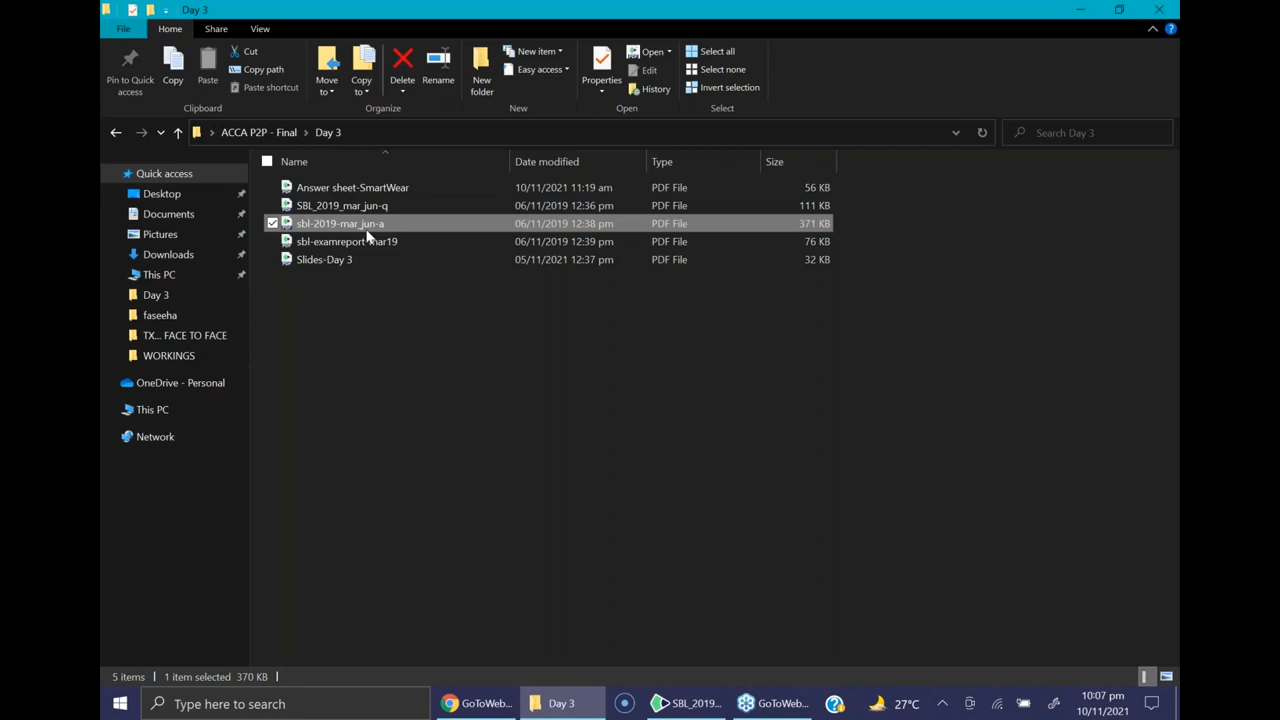 Day 3
File
Home
Share
View
Pin to Quick access
Copy
Paste
Cut
Copy path
Paste shortcut
Clipboard
Move to
Copy to
Delete
Rename
Organize
New folder
New item
Easy access
New
Properties
Open
Edit
History
Open
Select all
Select none
Invert selection
Select
ACCA P2P - Final > Day 3
Search Day 3
Name Date modified Type Size
Answer sheet-SmartWear 10/11/2021 11:19 am PDF File 56 KB
SBL_2019_mar_jun-q 06/11/2019 12:36 pm PDF File 111 KB
sbl-2019-mar_jun-a 06/11/2019 12:38 pm PDF File 371 KB
sbl-examreport-mar19 06/11/2019 12:39 pm PDF File 76 KB
Slides-Day 3 05/11/2021 12:37 pm PDF File 32 KB
Quick access
Desktop
Documents
Pictures
Downloads
This PC
Day 3
faseeha
TX... FACE TO FACE
WORKINGS
OneDrive - Personal
This PC
Network
5 items 1 item selected 370 KB
Type here to search
GoToWeb...
Day 3
SBL_2019...
GoToWeb...
27°C
10:07 pm
10/11/2021